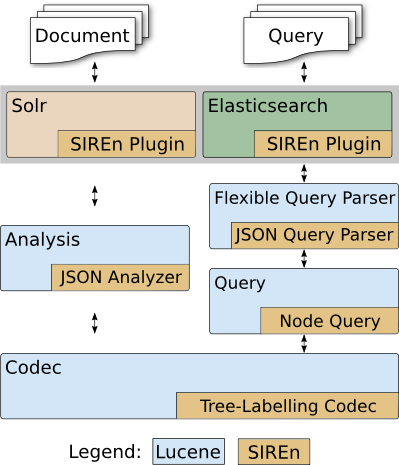 Document
Query
Solr
SIREn Plugin
Elasticsearch
SIREn Plugin
Flexible Query Parser
JSON Query Parser
Analysis
JSON Analyzer
Query
Node Query
Codec
Tree-Labelling Codec
Legend:
Lucene
SIREn